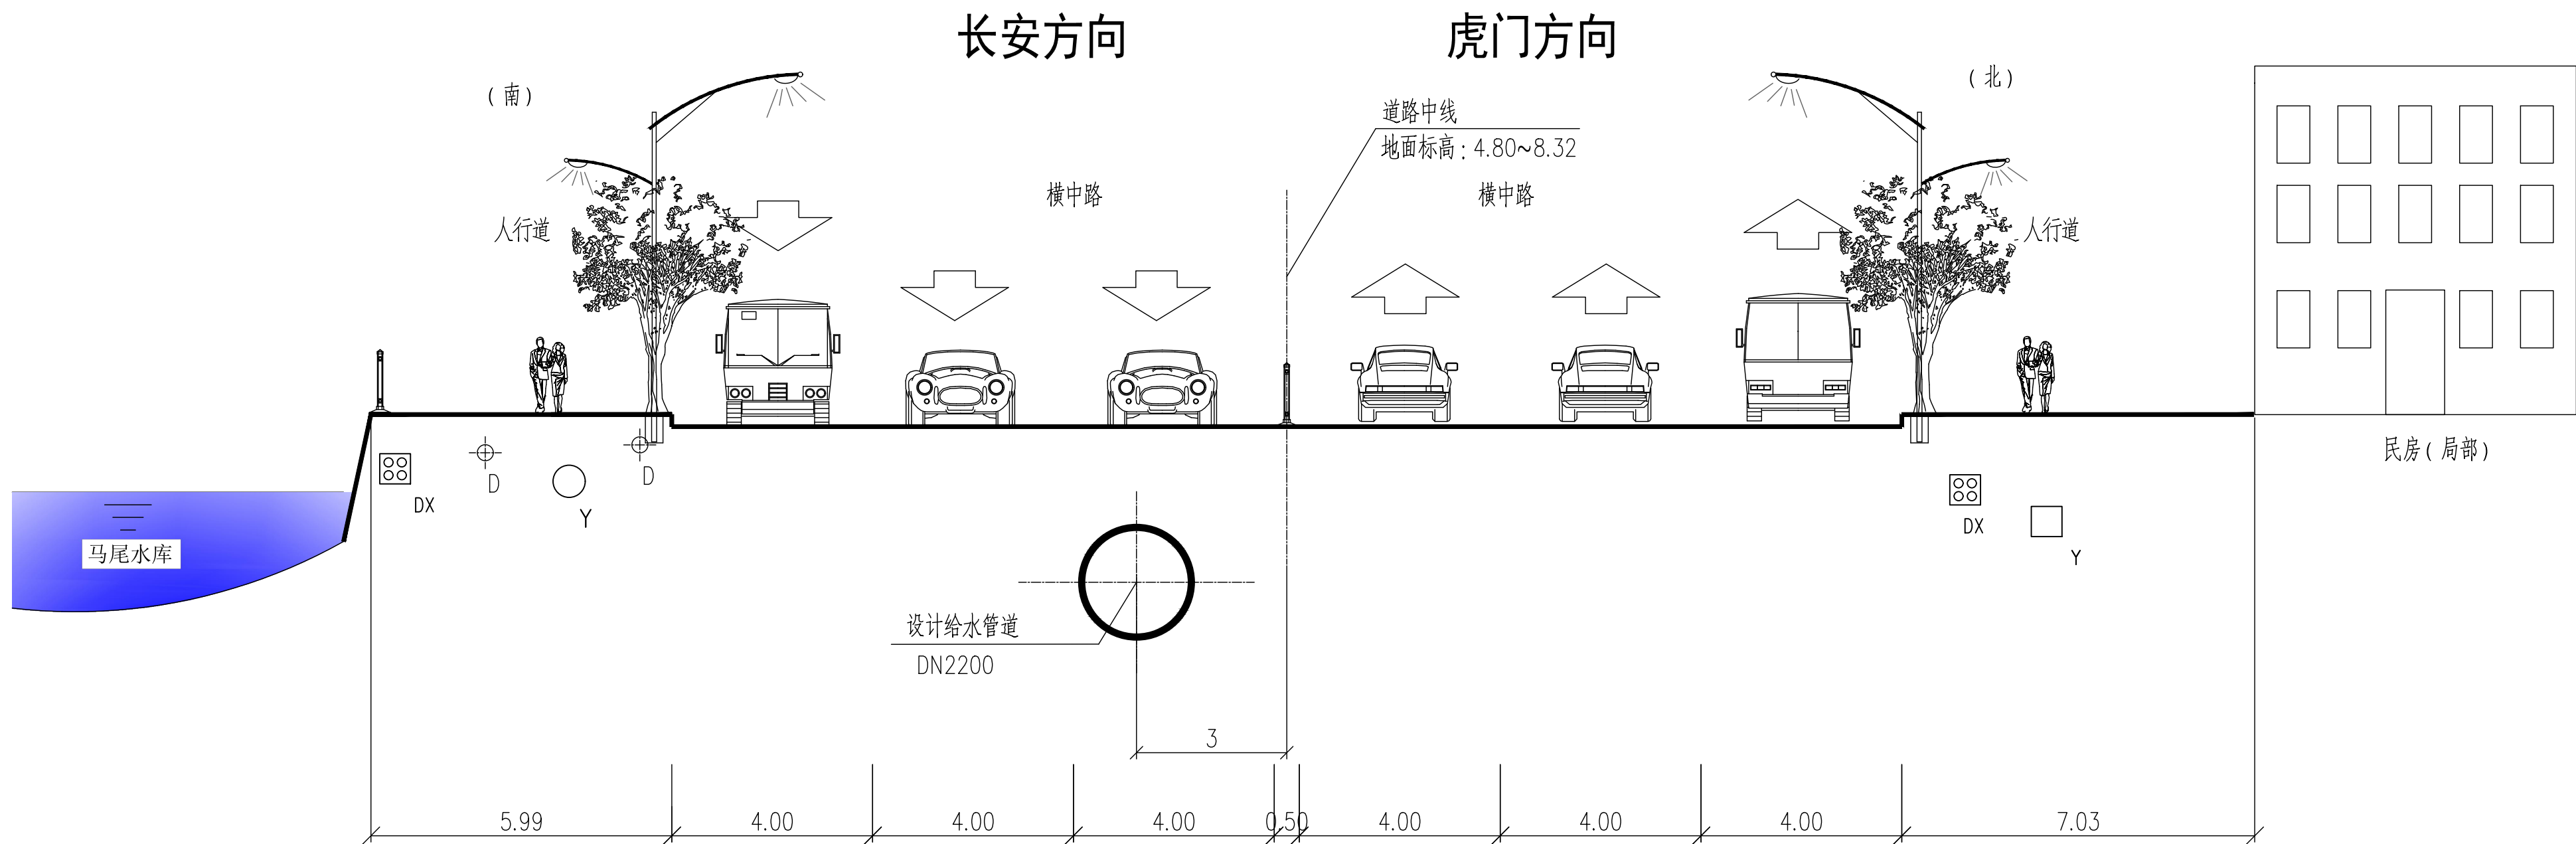 长安方向
虎门方向
（南）
（北）
道路中线
地面标高：4.80~8.32
横中路
横中路
人行道
人行道
民房（局部）
D
D
DX
Y
DX
Y
马尾水库
设计给水管道
DN2200
3
5.99
4.00
4.00
4.00
0.50
4.00
4.00
4.00
7.03